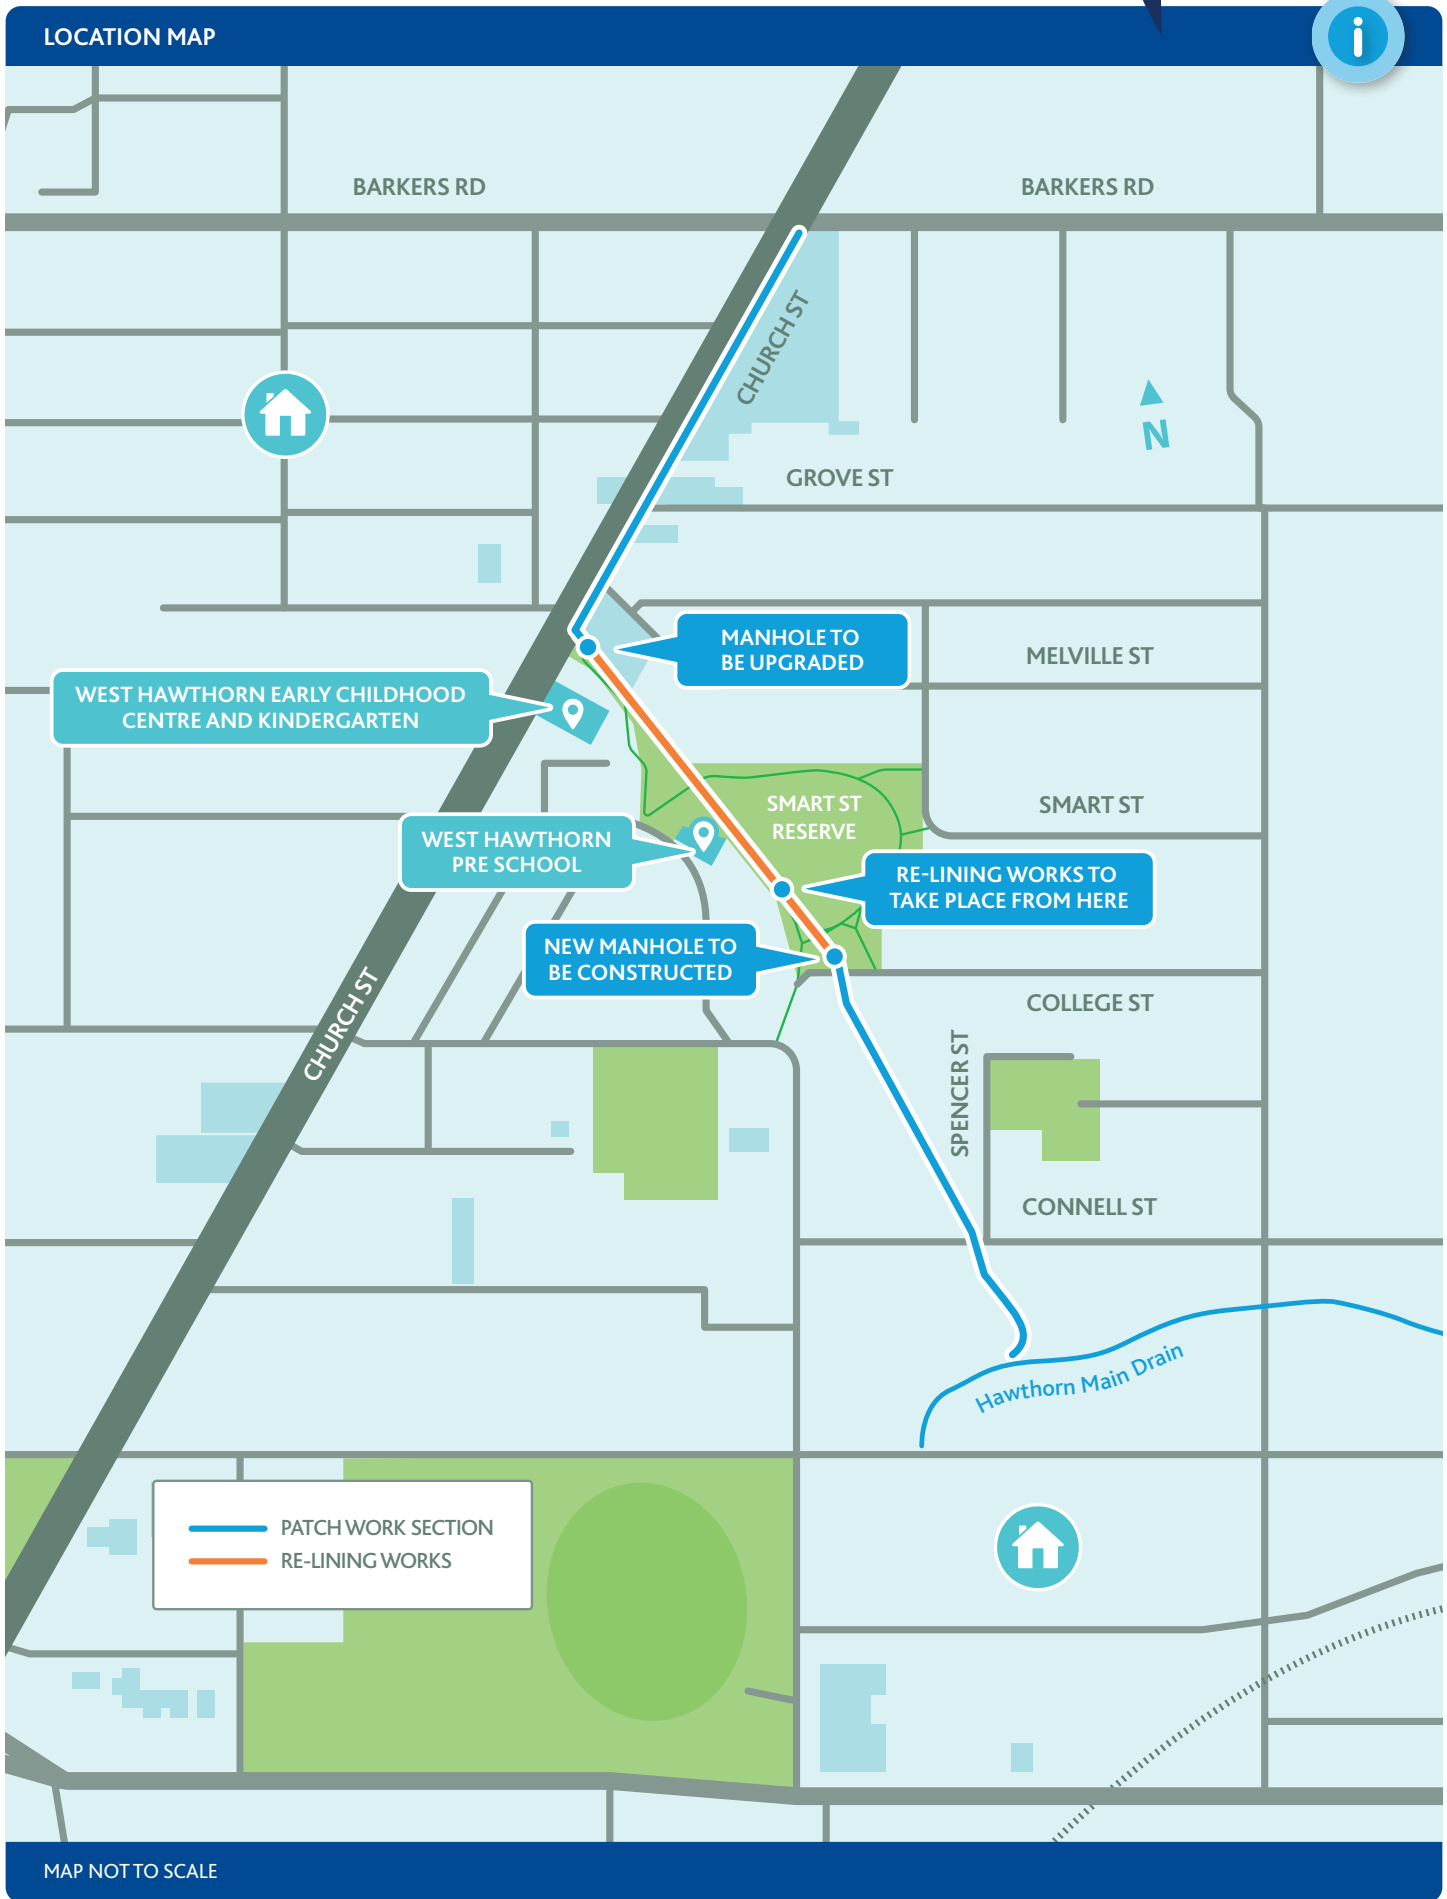 LOCATION MAP
i
BARKERS RD
BARKERS RD
CHURCH ST
N
GROVE ST
MANHOLE TO
BE UPGRADED
MELVILLE ST
WEST HAWTHORN EARLY CHILDHOOD
CENTRE AND KINDERGARTEN
SMART ST
RESERVE
SMART ST
WEST HAWTHORN
PRE SCHOOL
RE-LINING WORKS TO
TAKE PLACE FROM HERE
NEW MANHOLE TO
BE CONSTRUCTED
COLLEGE ST
CHURCH ST
SPENCER ST
CONNELL ST
Hawthorn Main Drain
PATCH WORK SECTION
RE-LINING WORKS
MAP NOT TO SCALE